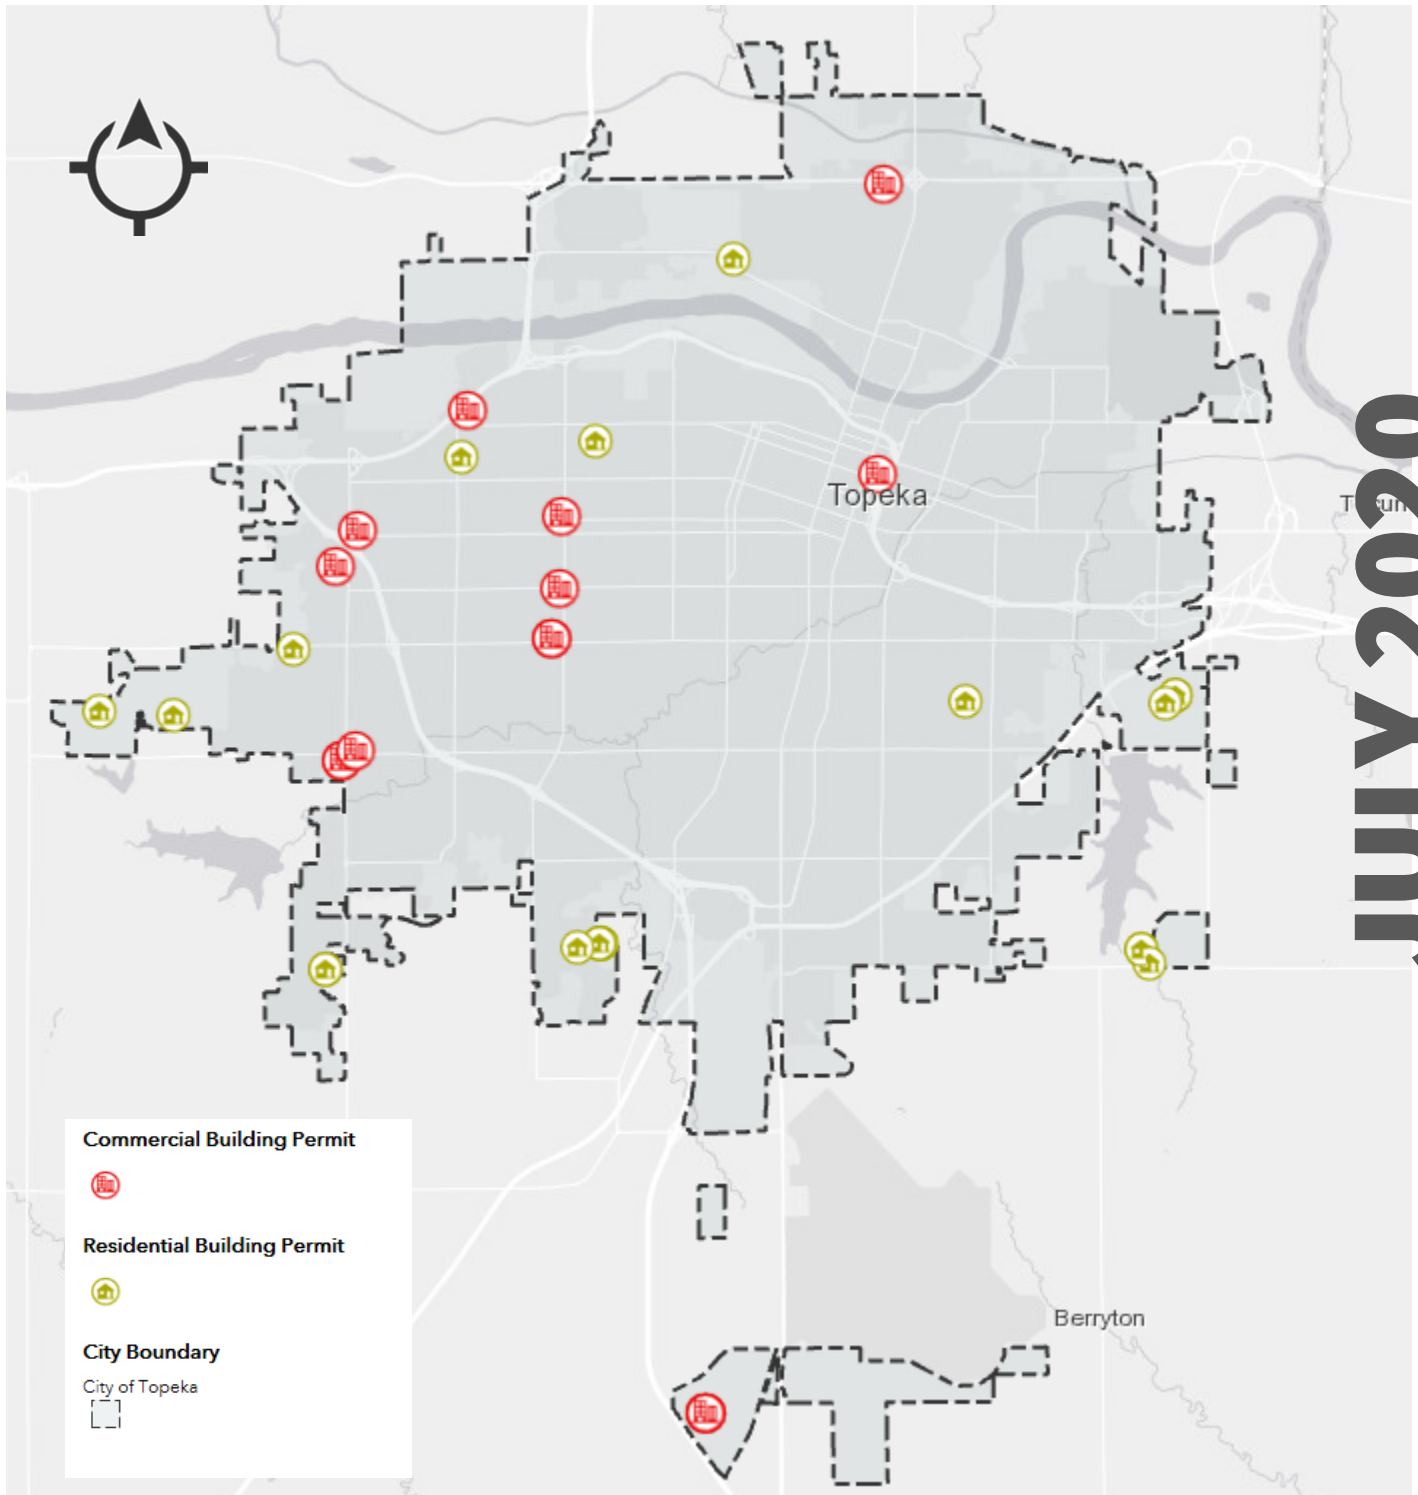 Topeka
JULY 2020
Commercial Building Permit
Residential Building Permit
City Boundary
City of Topeka
Berryton